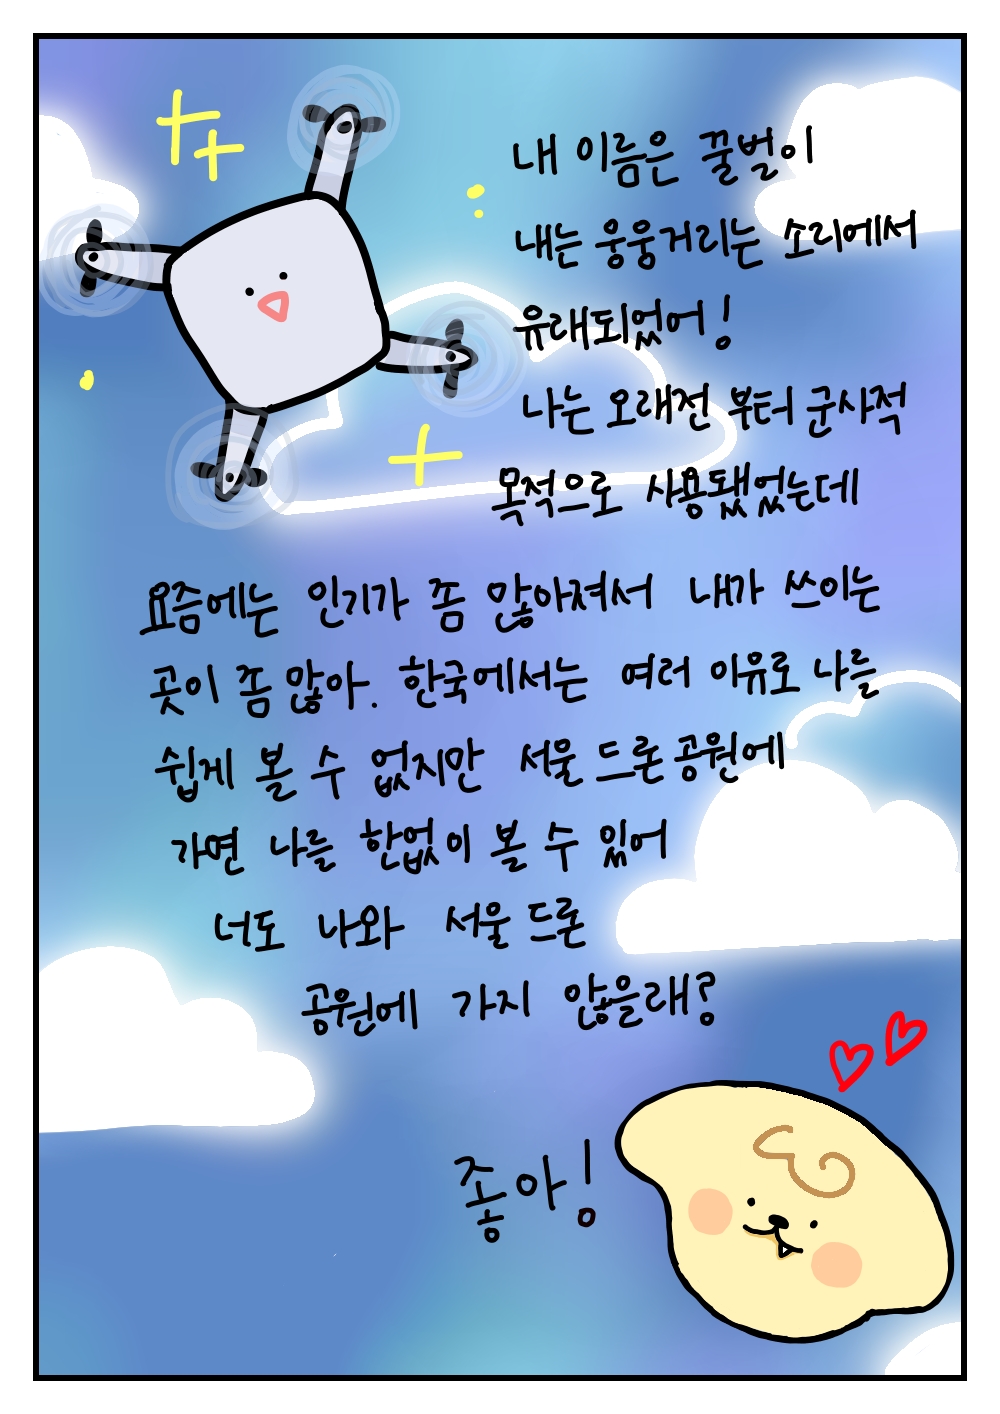 내 이름은 꿀벌이
내는 웅웅거리는 소리에서
유래되었어!
나는 오래전 부터 군사적
목적으로 사용됐었는데
요즘에는 인기가 좀 많아져서 내가 쓰이는
곳이 좀 많아. 한국에서는 여러 이유로 나를
쉽게 볼 수 없지만 서울 드론 공원에
가면 나를 한없이 볼 수 있어
너도 나와 서울 드론
공원에 가지 않을래?
좋아!